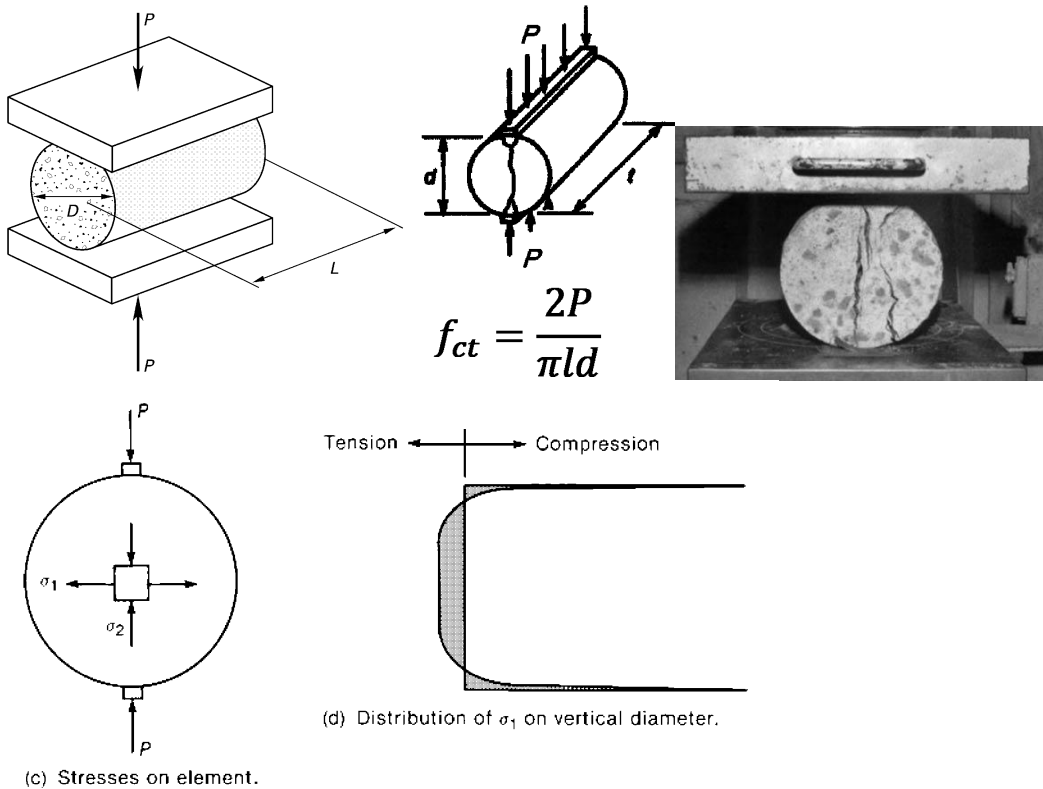 P
D
L
P
P
d
ℓ
P
f_ct = 2P / πld
P
σ1
σ2
P
(c) Stresses on element.
Tension Compression
(d) Distribution of σ1 on vertical diameter.